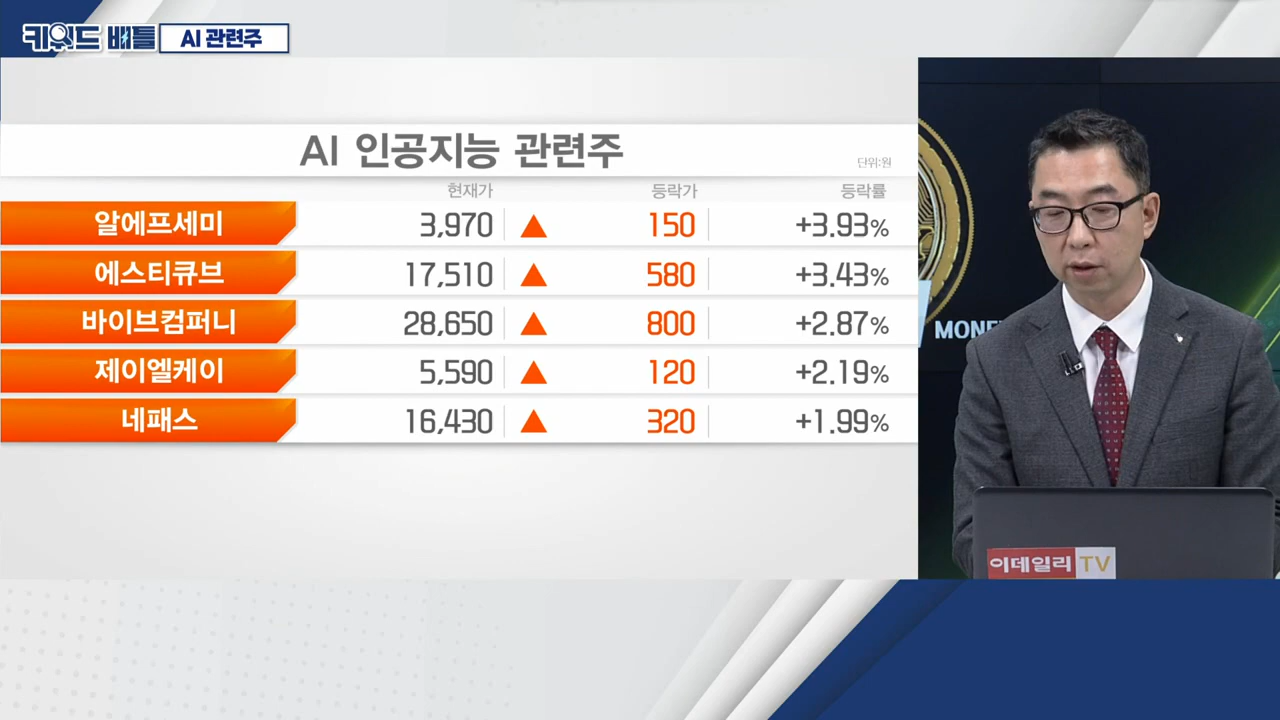 키워드 배틀 AI 관련주
AI 인공지능 관련주
단위:원
현재가 등락가 등락률
알에프세미 3,970 ▲ 150 +3.93%
에스티큐브 17,510 ▲ 580 +3.43%
바이브컴퍼니 28,650 ▲ 800 +2.87%
제이엘케이 5,590 ▲ 120 +2.19%
네패스 16,430 ▲ 320 +1.99%
이데일리TV